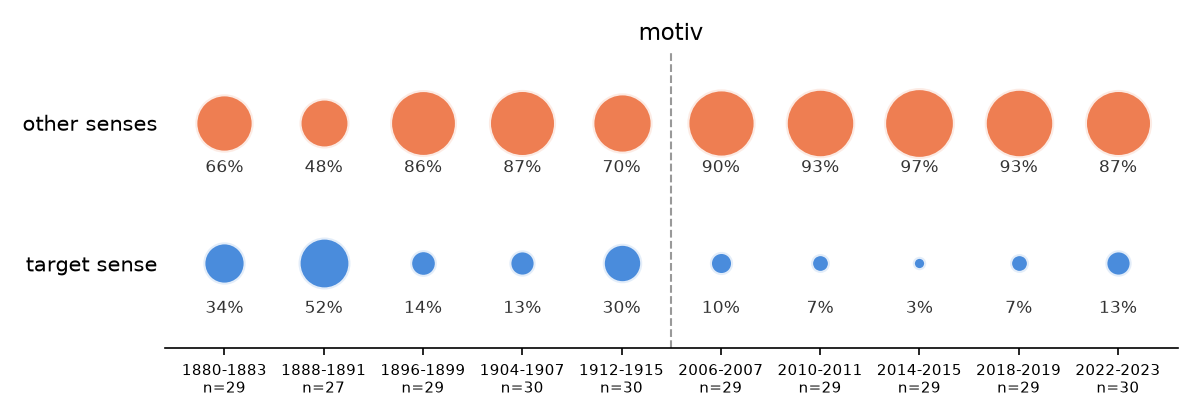 motiv
other senses
66% 48% 86% 87% 70% 90% 93% 97% 93% 87%
target sense
34% 52% 14% 13% 30% 10% 7% 3% 7% 13%
1880-1883 1888-1891 1896-1899 1904-1907 1912-1915 2006-2007 2010-2011 2014-2015 2018-2019 2022-2023
n=29 n=27 n=29 n=30 n=30 n=29 n=29 n=29 n=29 n=30